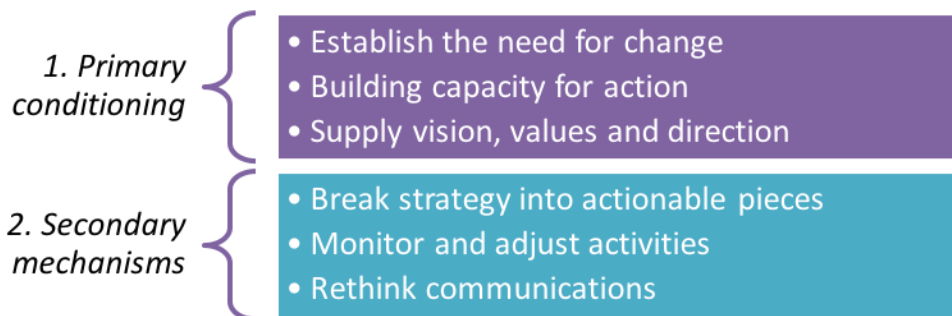 1. Primary
conditioning
• Establish the need for change
• Building capacity for action
• Supply vision, values and direction
2. Secondary
mechanisms
• Break strategy into actionable pieces
• Monitor and adjust activities
• Rethink communications